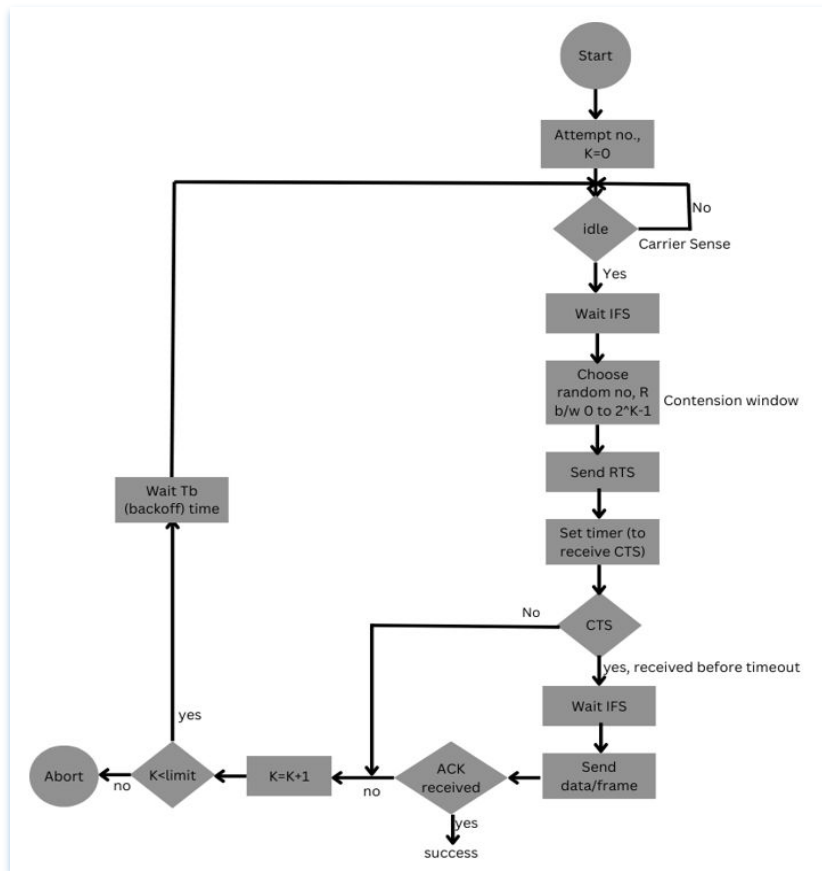 Start
Attempt no.,
K=0
No
idle
Carrier Sense
Yes
Wait IFS
Choose
random no, R
b/w 0 to 2^K-1
Contension window
Send RTS
Wait Tb
(backoff) time
Set timer (to
receive CTS)
No
CTS
yes, received before timeout
Wait IFS
yes
Send
data/frame
ACK
received
no
K=K+1
K<limit
no
Abort
yes
success